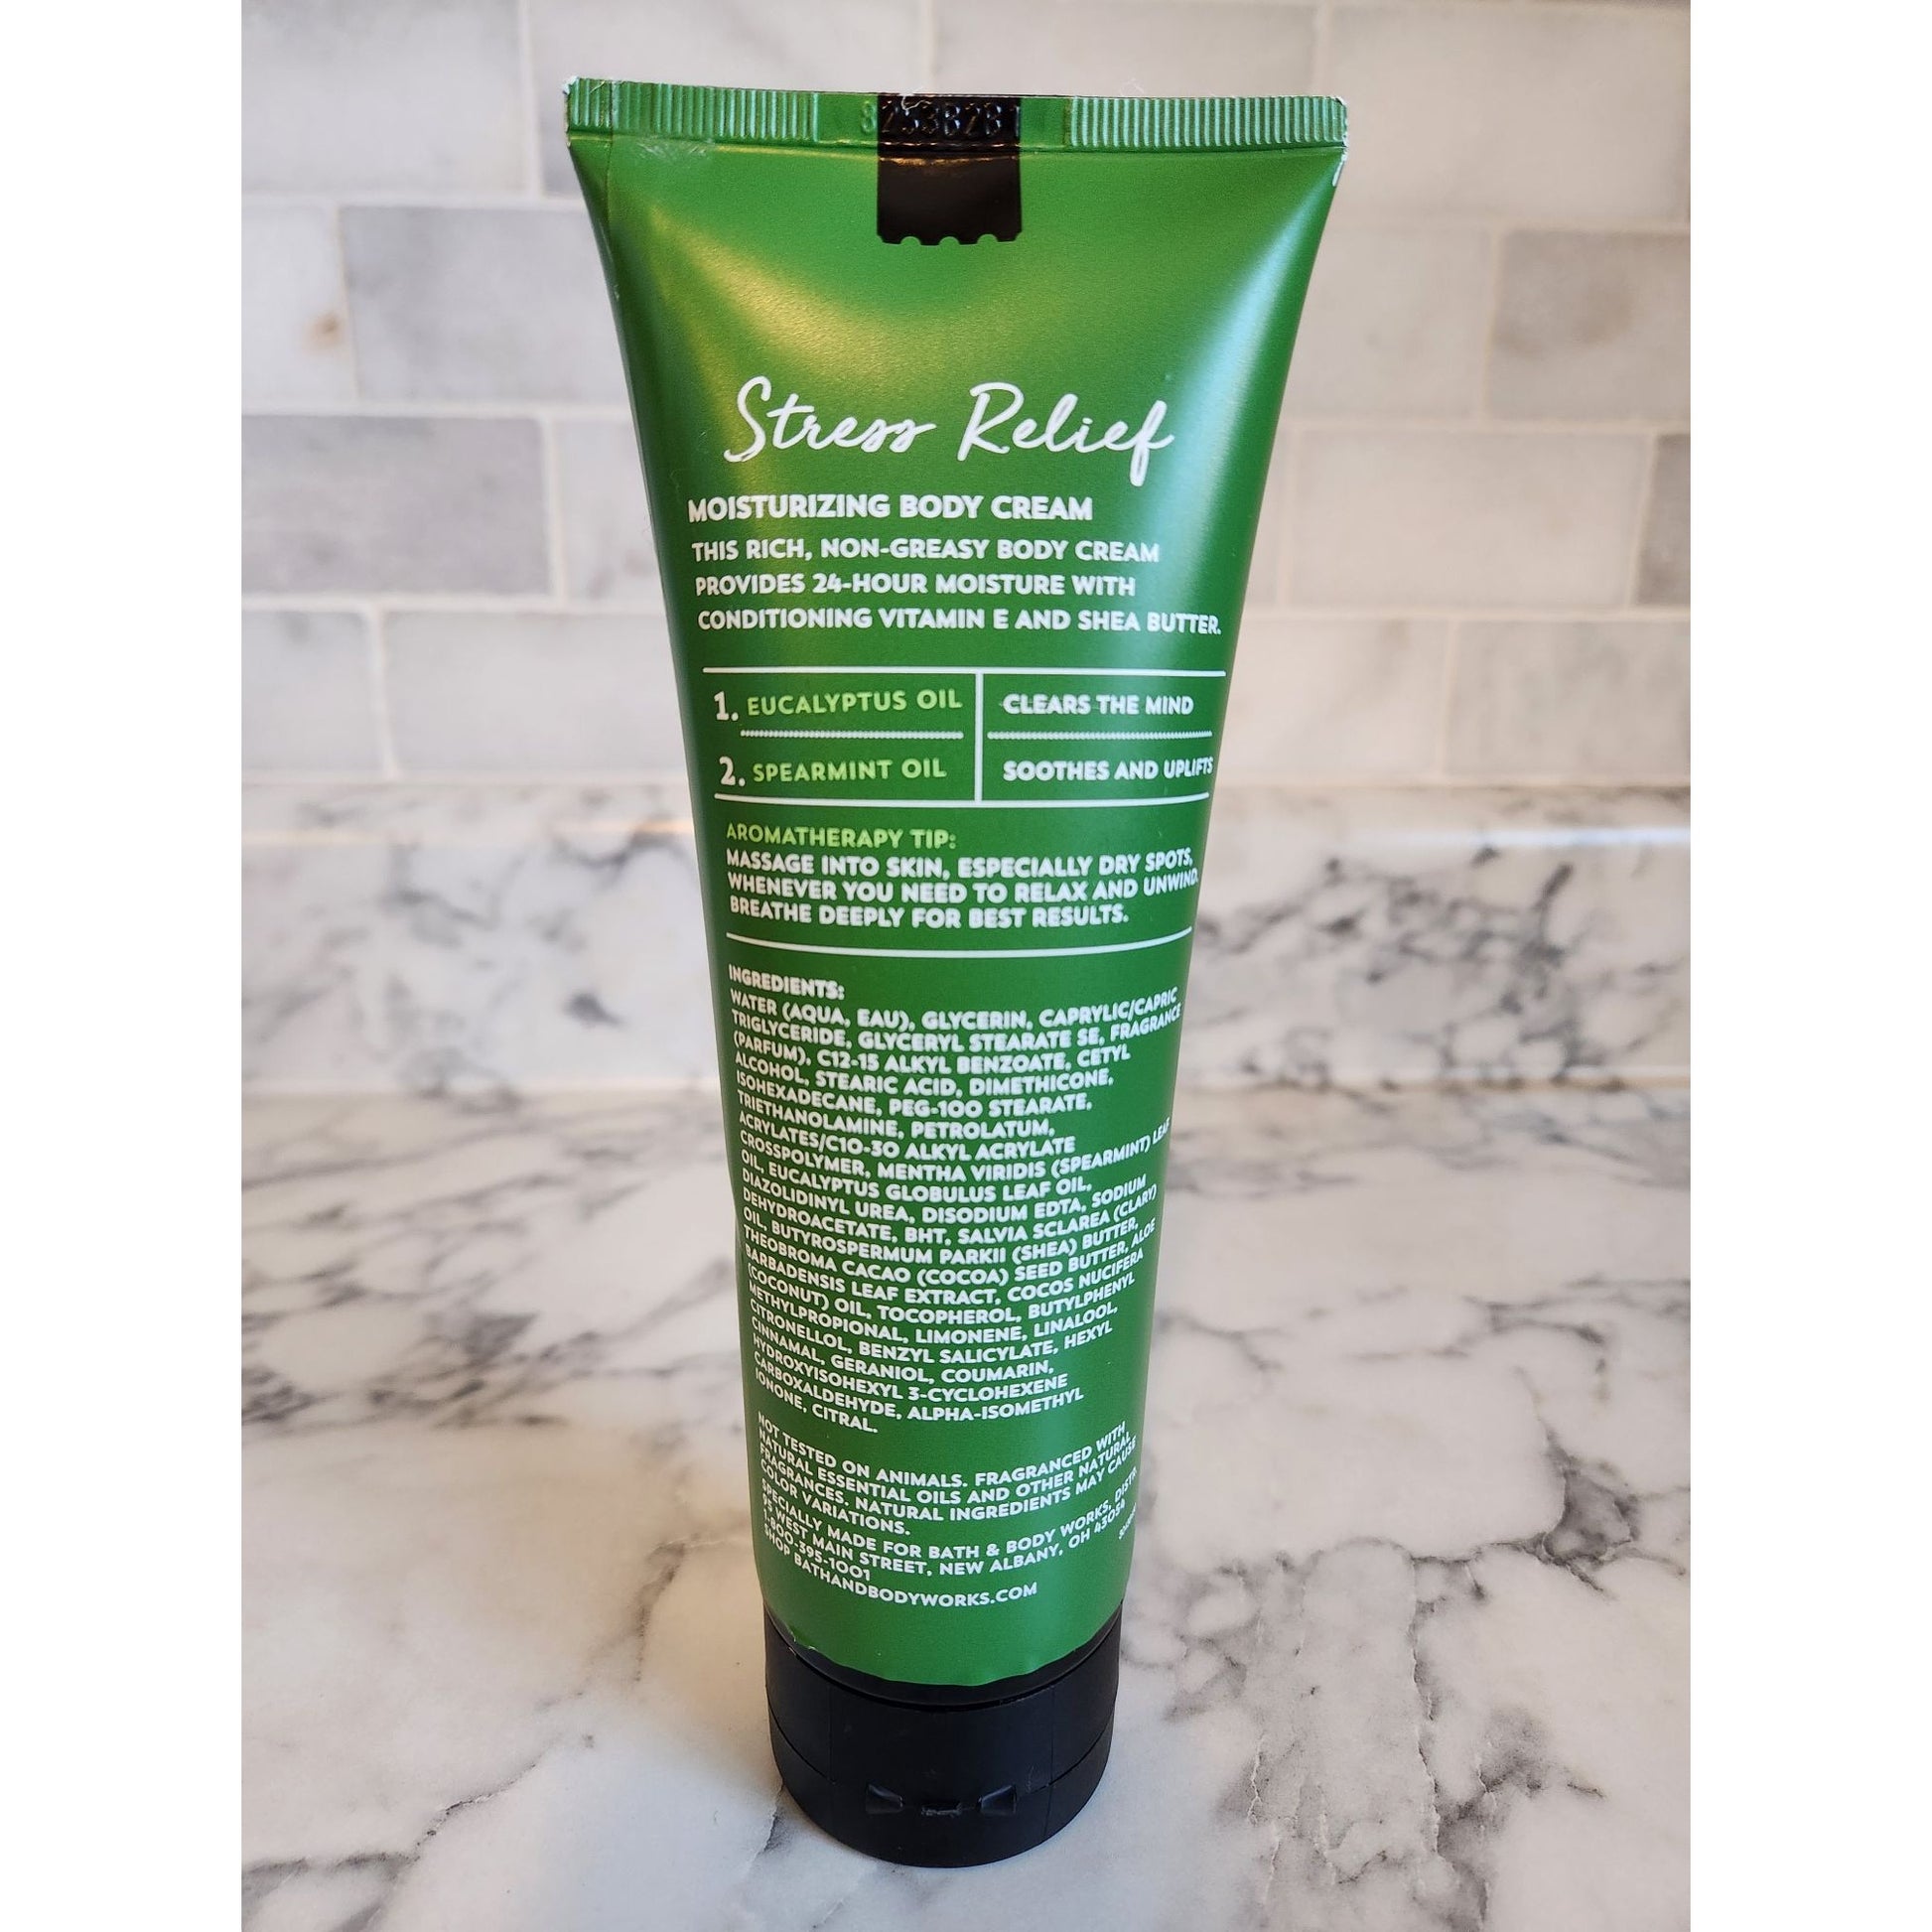 Stress Relief
MOISTURIZING BODY CREAM
THIS RICH, NON-GREASY BODY CREAM
PROVIDES 24-HOUR MOISTURE WITH
CONDITIONING VITAMIN E AND SHEA BUTTER.
1. EUCALYPTUS OIL CLEARS THE MIND
2. SPEARMINT OIL SOOTHES AND UPLIFTS
AROMATHERAPY TIP:
MASSAGE INTO SKIN, ESPECIALLY DRY SPOTS,
WHENEVER YOU NEED TO RELAX AND UNWIND.
BREATHE DEEPLY FOR BEST RESULTS.
INGREDIENTS:
WATER (AQUA, EAU), GLYCERIN, CAPRYLIC/CAPRIC
TRIGLYCERIDE, GLYCERYL STEARATE SE, FRAGRANCE
(PARFUM), C12-15 ALKYL BENZOATE, CETYL
ALCOHOL, STEARIC ACID, DIMETHICONE,
ISOHEXADECANE, PEG-100 STEARATE,
TRIETHANOLAMINE, PETROLATUM,
ACRYLATES/C10-30 ALKYL ACRYLATE
CROSSPOLYMER, MENTHA VIRIDIS (SPEARMINT) LEAF
OIL, EUCALYPTUS GLOBULUS LEAF OIL,
DIAZOLIDINYL UREA, DISODIUM EDTA, SODIUM
DEHYDROACETATE, BHT, SALVIA SCLAREA (CLARY)
OIL, BUTYROSPERMUM PARKII (SHEA) BUTTER,
THEOBROMA CACAO (COCOA) SEED BUTTER, ALOE
BARBADENSIS LEAF EXTRACT, COCOS NUCIFERA
(COCONUT) OIL, TOCOPHEROL, BUTYLPHENYL
METHYLPROPIONAL, LIMONENE, LINALOOL,
CITRONELLOL, BENZYL SALICYLATE, HEXYL
CINNAMAL, GERANIOL, COUMARIN,
HYDROXYISOHEXYL 3-CYCLOHEXENE
CARBOXALDEHYDE, ALPHA-ISOMETHYL
IONONE, CITRAL.
NOT TESTED ON ANIMALS. FRAGRANCED WITH
NATURAL ESSENTIAL OILS AND OTHER NATURAL
FRAGRANCES. NATURAL INGREDIENTS MAY CAUSE
COLOR VARIATIONS.
SPECIALLY MADE FOR BATH & BODY WORKS, DISTR.
95 WEST MAIN STREET, NEW ALBANY, OH 43054
1-800-395-1001
SHOP BATHANDBODYWORKS.COM